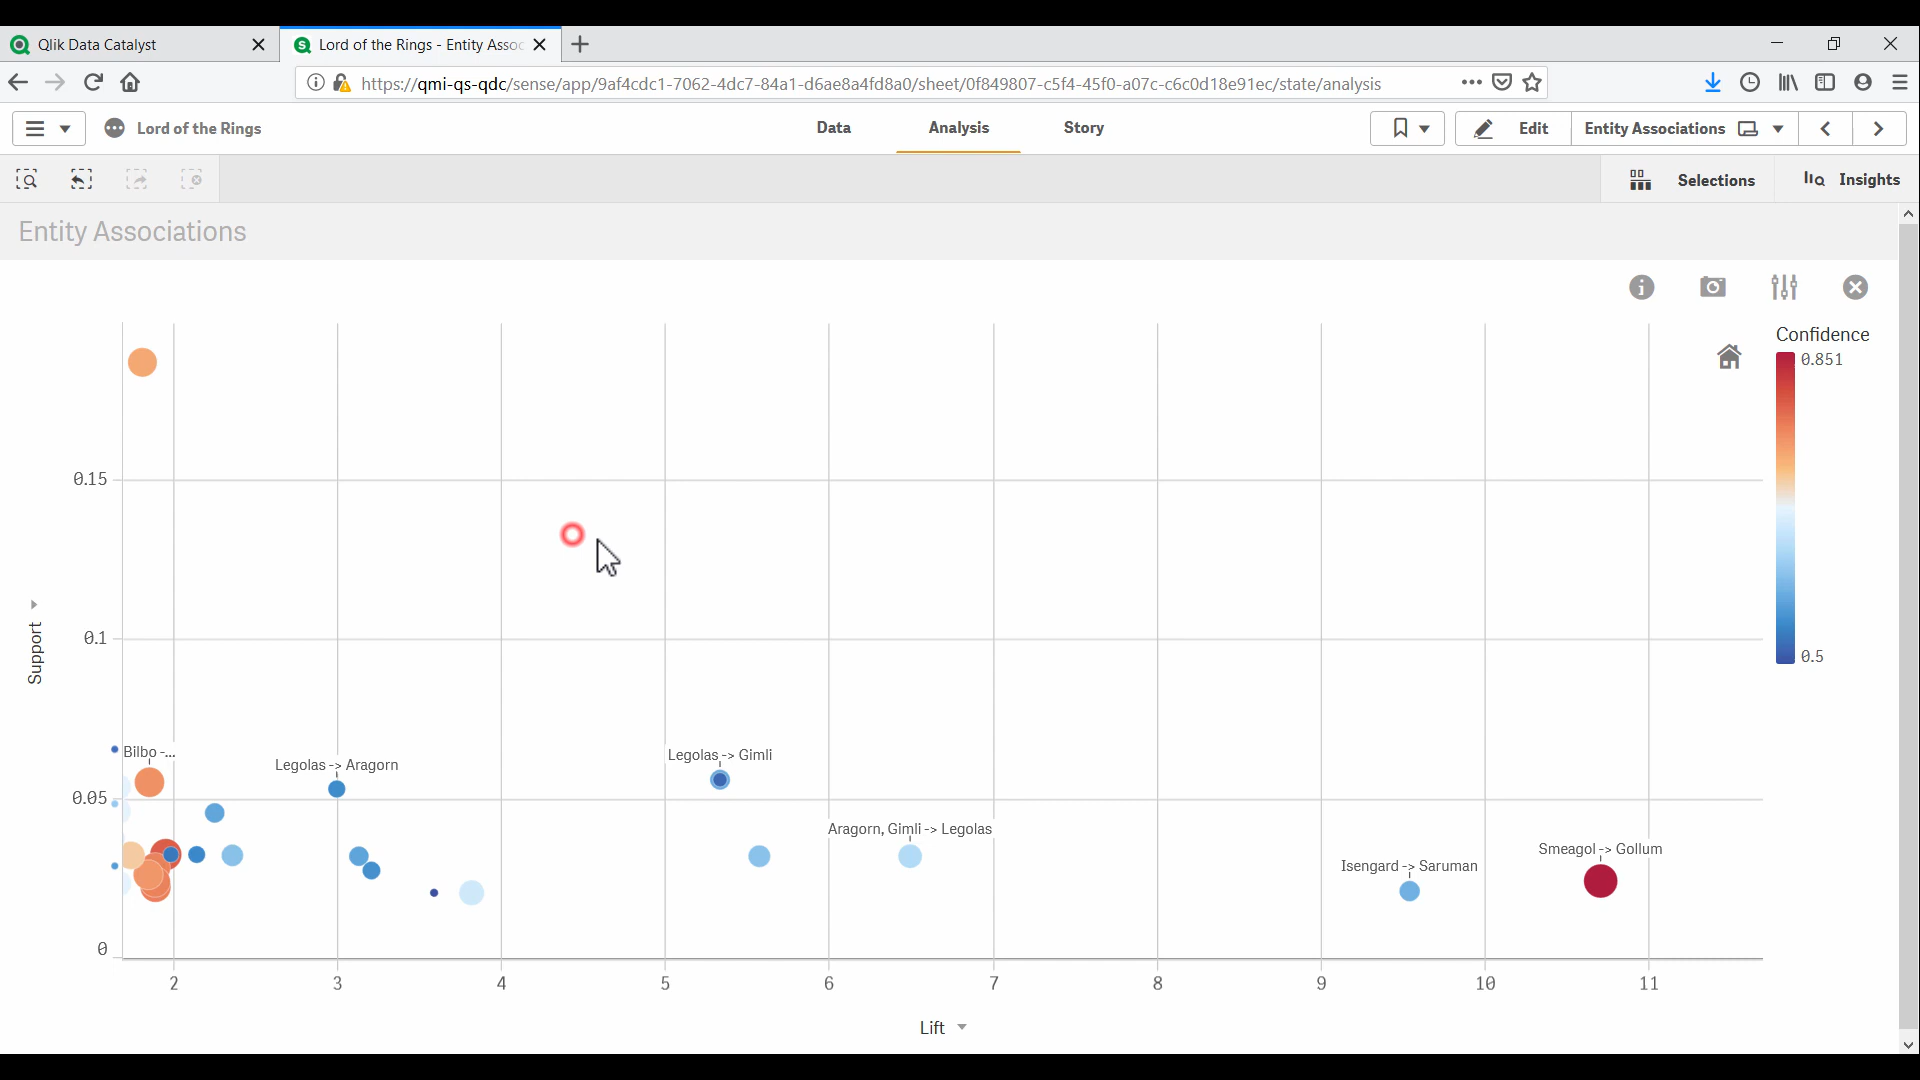 Qlik Data Catalyst
Lord of the Rings - Entity Assoc
https://qmi-qs-qdc/sense/app/9af4cdc1-7062-4dc7-84a1-d6ae8a4fd8a0/sheet/0f849807-c5f4-45f0-a07c-c6c0d18e91ec/state/analysis
Lord of the Rings
Data
Analysis
Story
Edit
Entity Associations
Selections
Insights
Entity Associations
Confidence
0.851
0.5
Support
0.15
0.1
0.05
0
Bilbo -...
Legolas -> Aragorn
Legolas -> Gimli
Aragorn, Gimli -> Legolas
Isengard -> Saruman
Smeagol -> Gollum
2 3 4 5 6 7 8 9 10 11
Lift